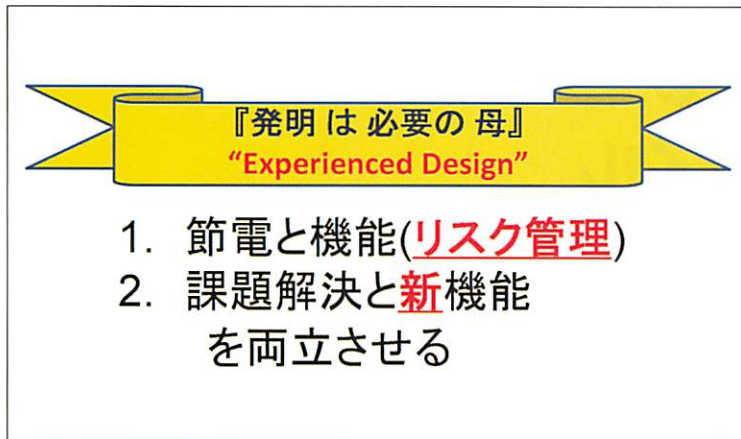 『発明 は 必要の 母』
“Experienced Design”
1. 節電と機能(リスク管理)
2. 課題解決と新機能
を両立させる